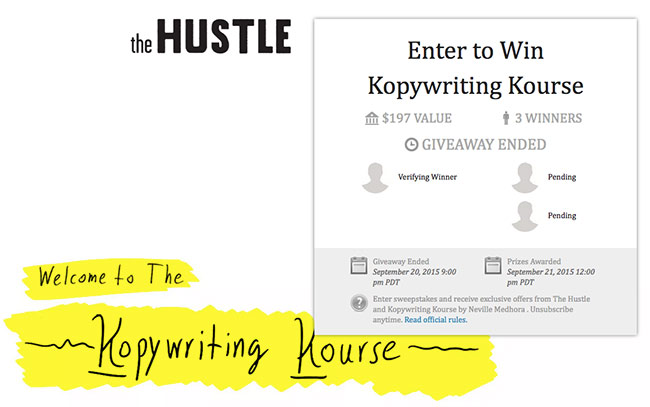 the HUSTLE
Enter to Win
Kopywriting Kourse
$197 VALUE
3 WINNERS
GIVEAWAY ENDED
Verifying Winner
Pending
Pending
Giveaway Ended
September 20, 2015 9:00
pm PDT
Prizes Awarded
September 21, 2015 12:00
pm PDT
?
Enter sweepstakes and receive exclusive offers from The Hustle
and Kopywriting Kourse by Neville Medhora . Unsubscribe
anytime. Read official rules.
Welcome to The
Kopywriting Kourse